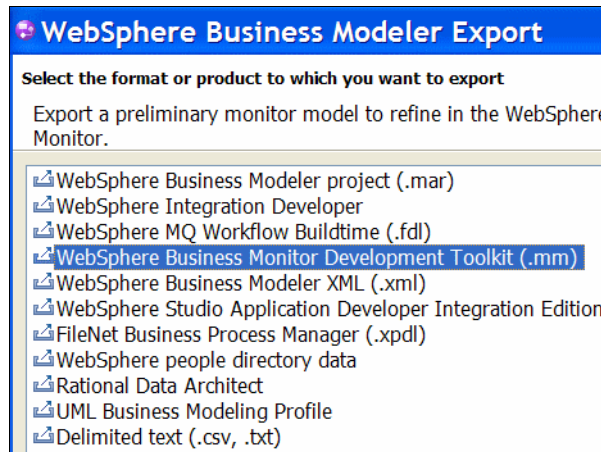 WebSphere Business Modeler Export
Select the format or product to which you want to export
Export a preliminary monitor model to refine in the WebSphere
Monitor.
WebSphere Business Modeler project (.mar)
WebSphere Integration Developer
WebSphere MQ Workflow Buildtime (.fdl)
WebSphere Business Monitor Development Toolkit (.mm)
WebSphere Business Modeler XML (.xml)
WebSphere Studio Application Developer Integration Edition
FileNet Business Process Manager (.xpdl)
WebSphere people directory data
Rational Data Architect
UML Business Modeling Profile
Delimited text (.csv, .txt)